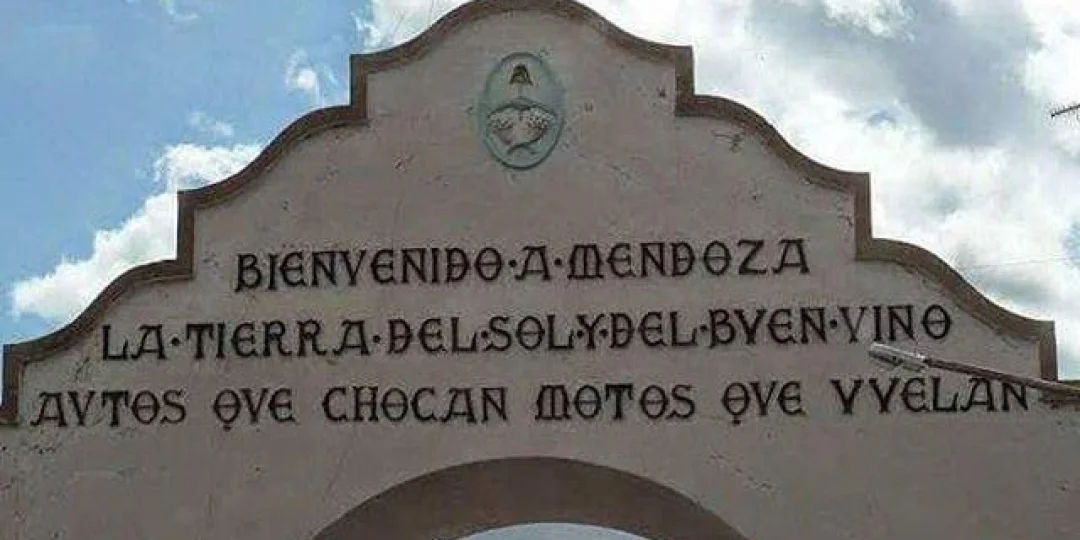 BIENVENIDO·A·MENDOZA
LA·TIERRA·DEL·SOL·Y·DEL·BVEN·VINO
AVTOS QVE CHOCAN MOTOS QVE VVELAN